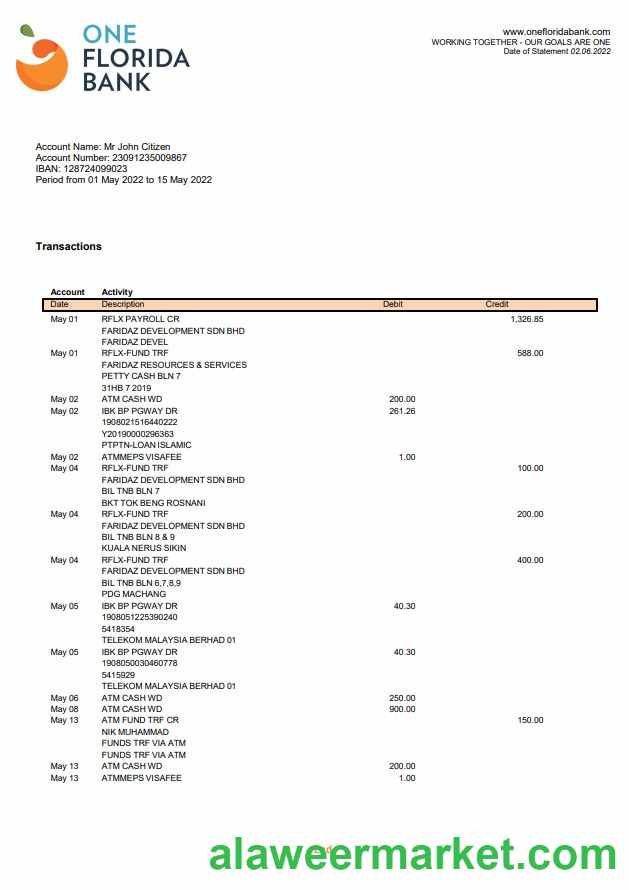 ONE
FLORIDA
BANK
www.onefloridabank.com
WORKING TOGETHER - OUR GOALS ARE ONE
Date of Statement 02.06.2022
Account Name: Mr John Citizen
Account Number: 23091235009867
IBAN: 128724099023
Period from 01 May 2022 to 15 May 2022
Transactions
Account Activity
Date Description Debit Credit
May 01 RFLX PAYROLL CR 1,326.85
FARIDAZ DEVELOPMENT SDN BHD
FARIDAZ DEVEL
May 01 RFLX-FUND TRF 588.00
FARIDAZ RESOURCES & SERVICES
PETTY CASH BLN 7
31HB 7 2019
May 02 ATM CASH WD 200.00
May 02 IBK BP PGWAY DR 261.26
1908021516440222
Y20190000296363
PTPTN-LOAN ISLAMIC
May 02 ATMMEPS VISAFEE 1.00
May 04 RFLX-FUND TRF 100.00
FARIDAZ DEVELOPMENT SDN BHD
BIL TNB BLN 7
BKT TOK BENG ROSNANI
May 04 RFLX-FUND TRF 200.00
FARIDAZ DEVELOPMENT SDN BHD
BIL TNB BLN 8 & 9
KUALA NERUS SIKIN
May 04 RFLX-FUND TRF 400.00
FARIDAZ DEVELOPMENT SDN BHD
BIL TNB BLN 6,7,8,9
PDG MACHANG
May 05 IBK BP PGWAY DR 40.30
1908051225390240
5418354
TELEKOM MALAYSIA BERHAD 01
May 05 IBK BP PGWAY DR 40.30
1908050030460778
5415929
TELEKOM MALAYSIA BERHAD 01
May 06 ATM CASH WD 250.00
May 08 ATM CASH WD 900.00
May 13 ATM FUND TRF CR 150.00
NIK MUHAMMAD
FUNDS TRF VIA ATM
FUNDS TRF VIA ATM
May 13 ATM CASH WD 200.00
May 13 ATMMEPS VISAFEE 1.00
alaweermarket.com